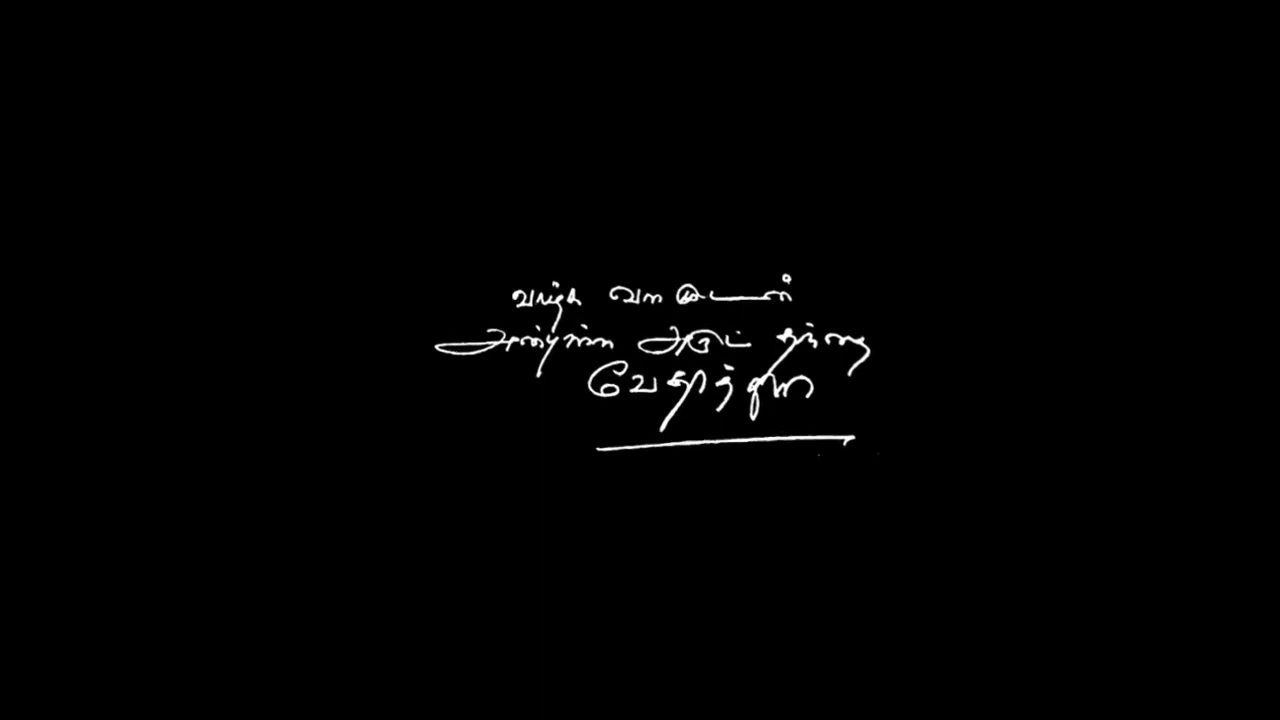 வாழ்க வளமுடன்
அன்புள்ள அருட் தந்தை
வேதாத்திரி